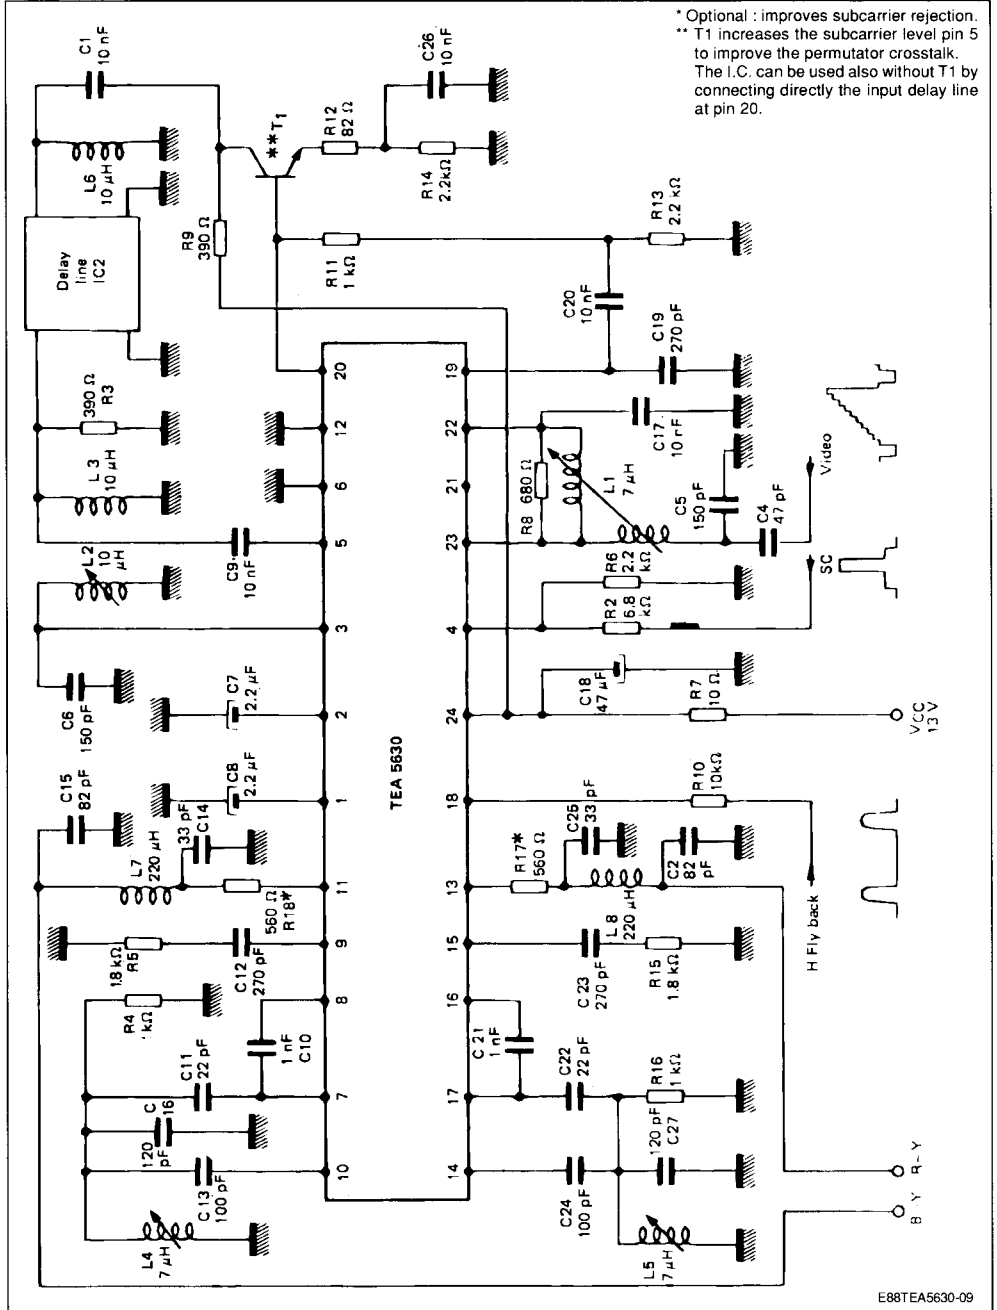 * Optional : improves subcarrier rejection.
** T1 increases the subcarrier level pin 5
to improve the permutator crosstalk.
The I.C. can be used also without T1 by
connecting directly the input delay line
at pin 20.
C1
10 nF
L6
10 µH
Delay
line
IC2
390 Ω
R3
L3
10 µH
L2
10
µH
C9
10 nF
C6
150 pF
C7
2.2 µF
C15
82 pF
C8
2.2 µF
L7
220 µH
33 pF
C14
560 Ω
R18*
1.8 kΩ
R5
C12
270 pF
R4
1 kΩ
1 nF
C10
C11
22 pF
C
16
120
pF
C13
100 pF
L4
7 µH
**T1
R12
82 Ω
C26
10 nF
R14
2.2 kΩ
R9
390 Ω
R11
1 kΩ
R13
2.2 kΩ
C20
10 nF
C19
270 pF
20
12
6
5
3
2
1
11
9
8
7
10
TEA 5630
19
22
21
23
4
24
18
13
15
16
17
14
C17
10 nF
680 Ω
R8
L1
7 µH
C5
150 pF
C4
47 pF
Video
R6
2.2
kΩ
R2
6.8
kΩ
SC
C18
47 µF
R7
10 Ω
VCC
13 V
R10
10kΩ
H Fly back
R17*
560 Ω
C25
33 pF
L8
220 µH
C2
82
pF
C23
270 pF
R15
1.8 kΩ
C21
1 nF
C22
22 pF
R16
1 kΩ
120 pF
C27
C24
100 pF
L5
7 µH
R-Y
B-Y
E88TEA5630-09